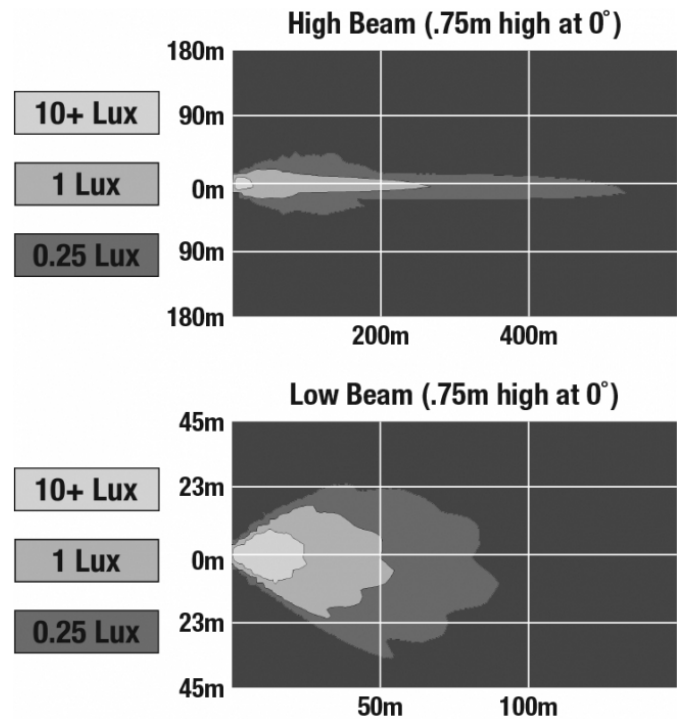 High Beam (.75m high at 0˚)
180m
90m
0m
90m
180m
200m 400m
10+ Lux
1 Lux
0.25 Lux
Low Beam (.75m high at 0˚)
45m
23m
0m
23m
45m
50m 100m
10+ Lux
1 Lux
0.25 Lux